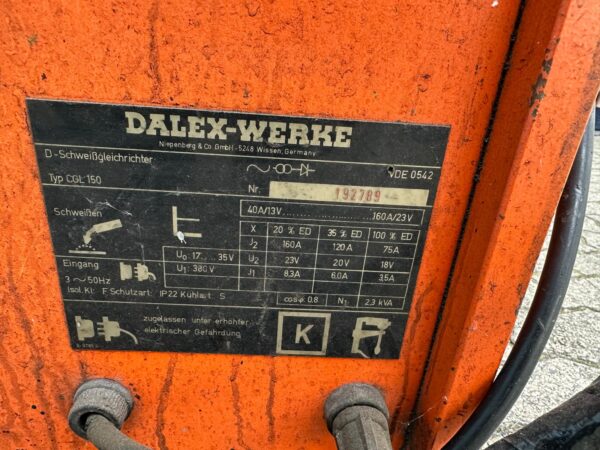 DALEX-WERKE
Niepenberg & Co. GmbH - 5248 Wissen, Germany
D-Schweißgleichrichter
VDE 0542
Typ CGL 150
Nr. 192789
40A/13V 160A/23V
Schweißen
X 20 % ED 35 % ED 100 % ED
J2 160A 120A 75A
U0 17... 35V U2 23V 20V 18V
Eingang U1: 380V J1 8,3A 6,0A 3,5A
3 ~ 50Hz
Isol. Kl: F Schutzart: IP22 Kühlart: S cos φ: 0,8 N1: 2,3 kVA
zugelassen unter erhöhter
elektrischer Gefährdung
K